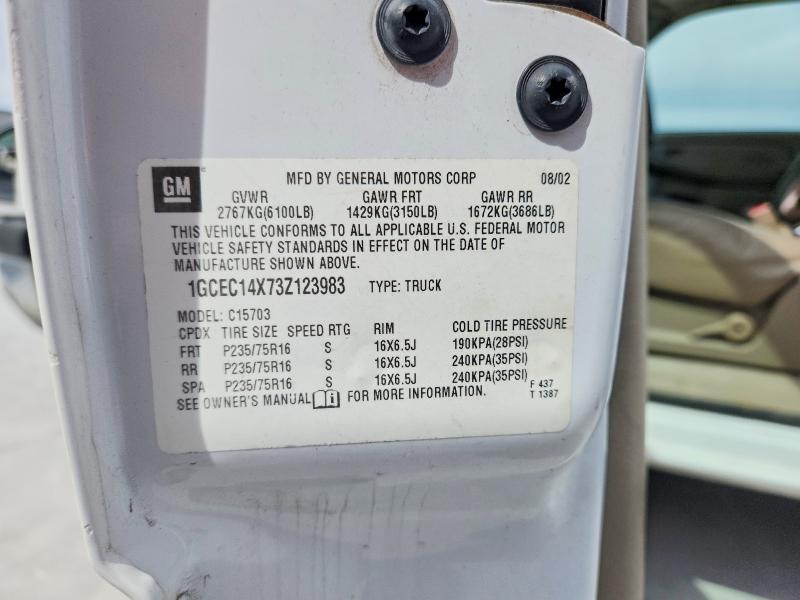 GM
MFD BY GENERAL MOTORS CORP 08/02
GVWR GAWR FRT GAWR RR
2767KG(6100LB) 1429KG(3150LB) 1672KG(3686LB)
THIS VEHICLE CONFORMS TO ALL APPLICABLE U.S. FEDERAL MOTOR
VEHICLE SAFETY STANDARDS IN EFFECT ON THE DATE OF
MANUFACTURE SHOWN ABOVE.
1GCEC14X73Z123983 TYPE: TRUCK
MODEL: C15703
CPDX TIRE SIZE SPEED RTG RIM COLD TIRE PRESSURE
FRT P235/75R16 S 16X6.5J 190KPA(28PSI)
RR P235/75R16 S 16X6.5J 240KPA(35PSI)
SPA P235/75R16 S 16X6.5J 240KPA(35PSI)
SEE OWNER'S MANUAL FOR MORE INFORMATION.
F 437
T 1387